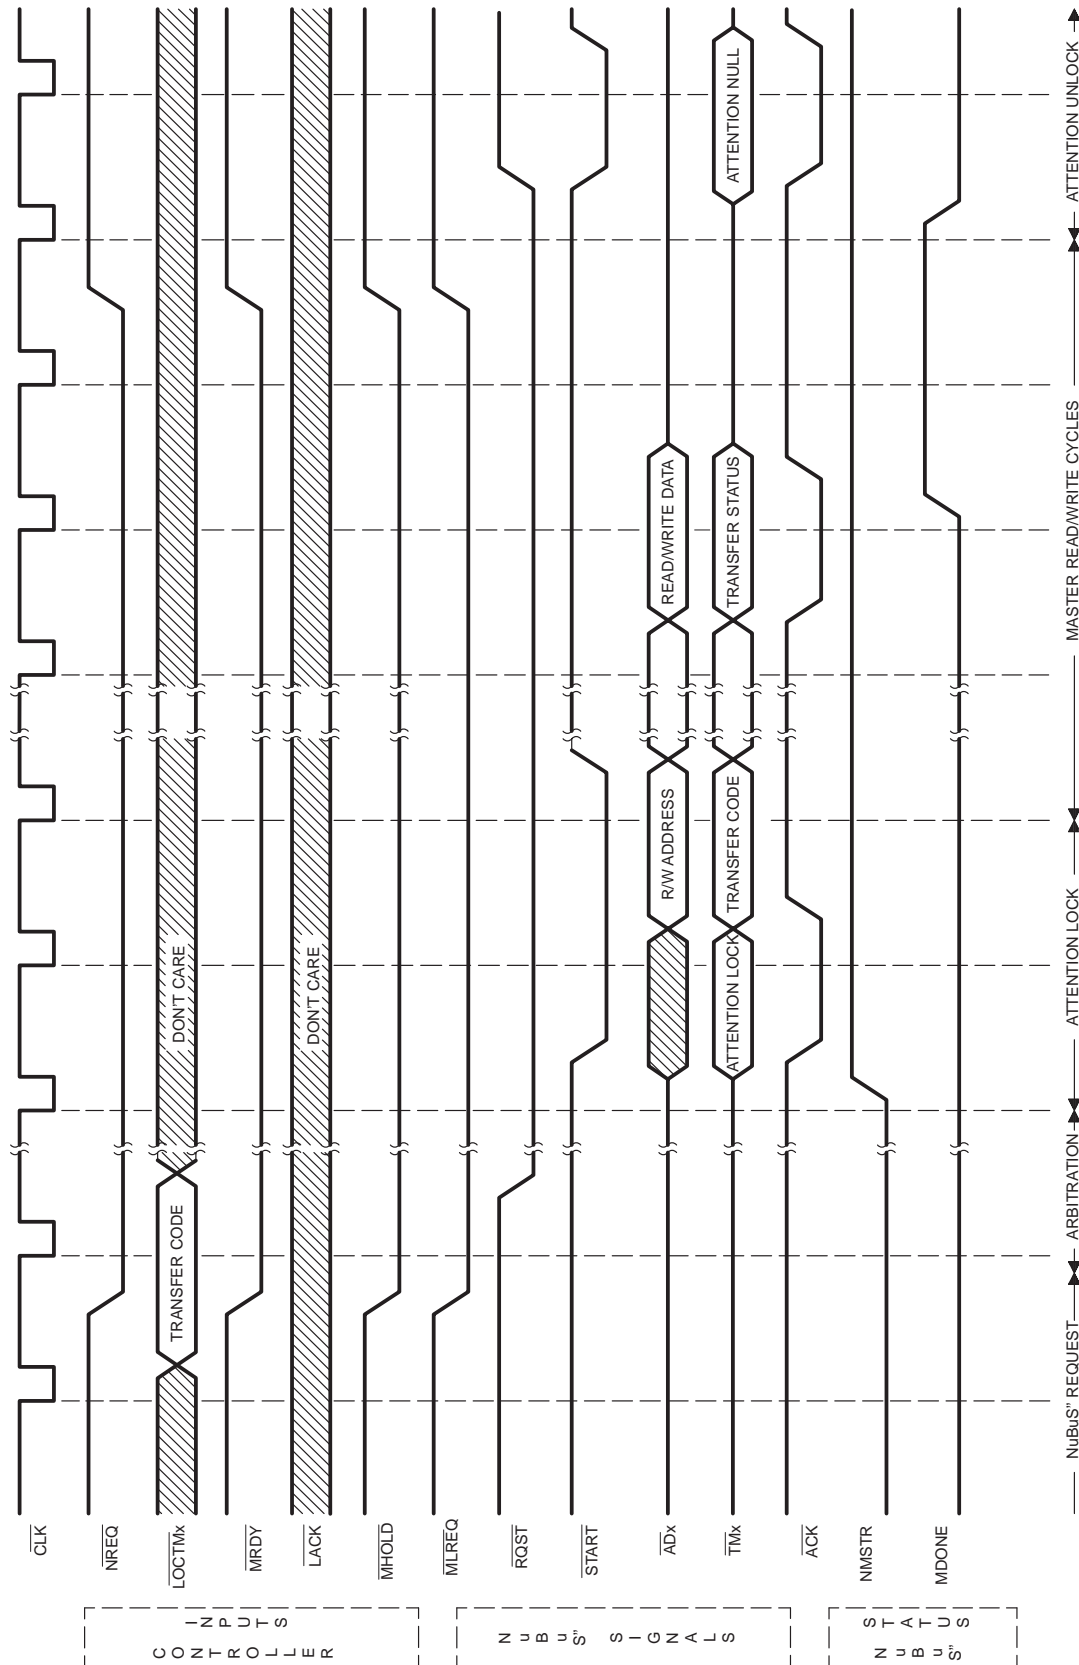 CLK
NREQ
LOCTMx TRANSFER CODE DON'T CARE
MRDY
LACK DON'T CARE
MHOLD
MLREQ
RQST
START
ADx R/W ADDRESS READ/WRITE DATA
TMx ATTENTION LOCK TRANSFER CODE TRANSFER STATUS ATTENTION NULL
ACK
NMSTR
MDONE
CONTROLLER
INPUTS
NuBuS”
SIGNALS
NuBuS”
STATUS
NuBuS” REQUEST ARBITRATION ATTENTION LOCK MASTER READ/WRITE CYCLES ATTENTION UNLOCK